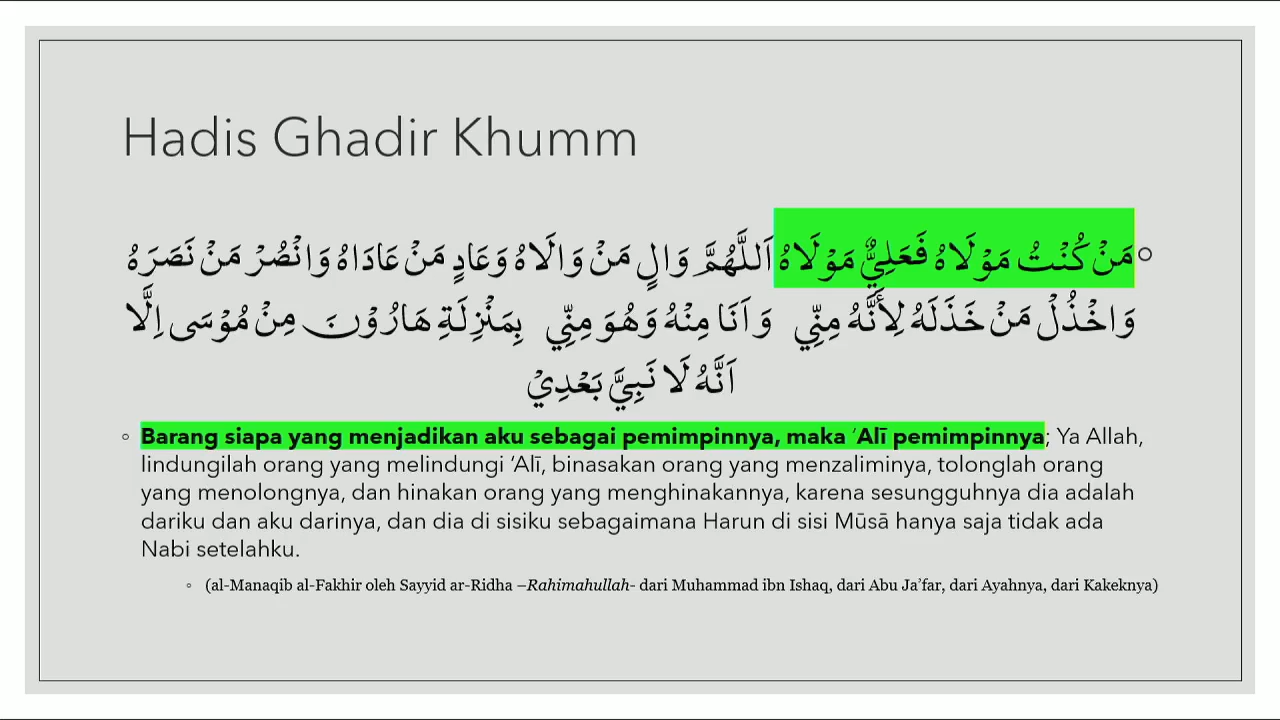 Hadis Ghadir Khumm
◦ مَنْ كُنْتُ مَوْلَاهُ فَعَلِيٌّ مَوْلَاهُ اَللَّهُمَّ وَالِ مَنْ وَالَاهُ وَعَادِ مَنْ عَادَاهُ وَانْصُرْ مَنْ نَصَرَهُ
وَاخْذُلْ مَنْ خَذَلَهُ لِأَنَّهُ مِنِّي وَ اَنَا مِنْهُ وَهُوَ مِنِّي بِمَنْزِلَةِ هَارُوْنَ مِنْ مُوْسَى اِلَّا
اَنَّهُ لَا نَبِيَّ بَعْدِيْ
◦ Barang siapa yang menjadikan aku sebagai pemimpinnya, maka ʿAlī pemimpinnya; Ya Allah,
lindungilah orang yang melindungi ‘Alī, binasakan orang yang menzaliminya, tolonglah orang
yang menolongnya, dan hinakan orang yang menghinakannya, karena sesungguhnya dia adalah
dariku dan aku darinya, dan dia di sisiku sebagaimana Harun di sisi Mūsā hanya saja tidak ada
Nabi setelahku.
◦ (al-Manaqib al-Fakhir oleh Sayyid ar-Ridha –Rahimahullah- dari Muhammad ibn Ishaq, dari Abu Ja’far, dari Ayahnya, dari Kakeknya)